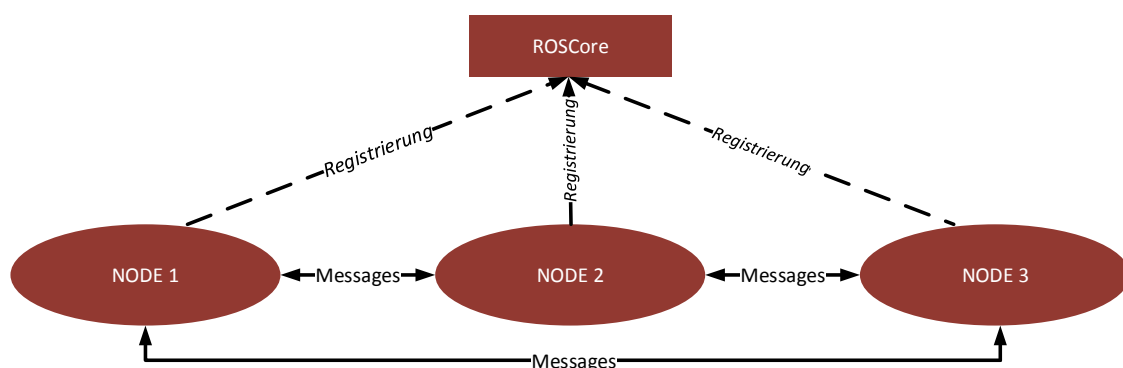 ROSCore
Registrierung
Registrierung
Registrierung
NODE 1
Messages
NODE 2
Messages
NODE 3
Messages